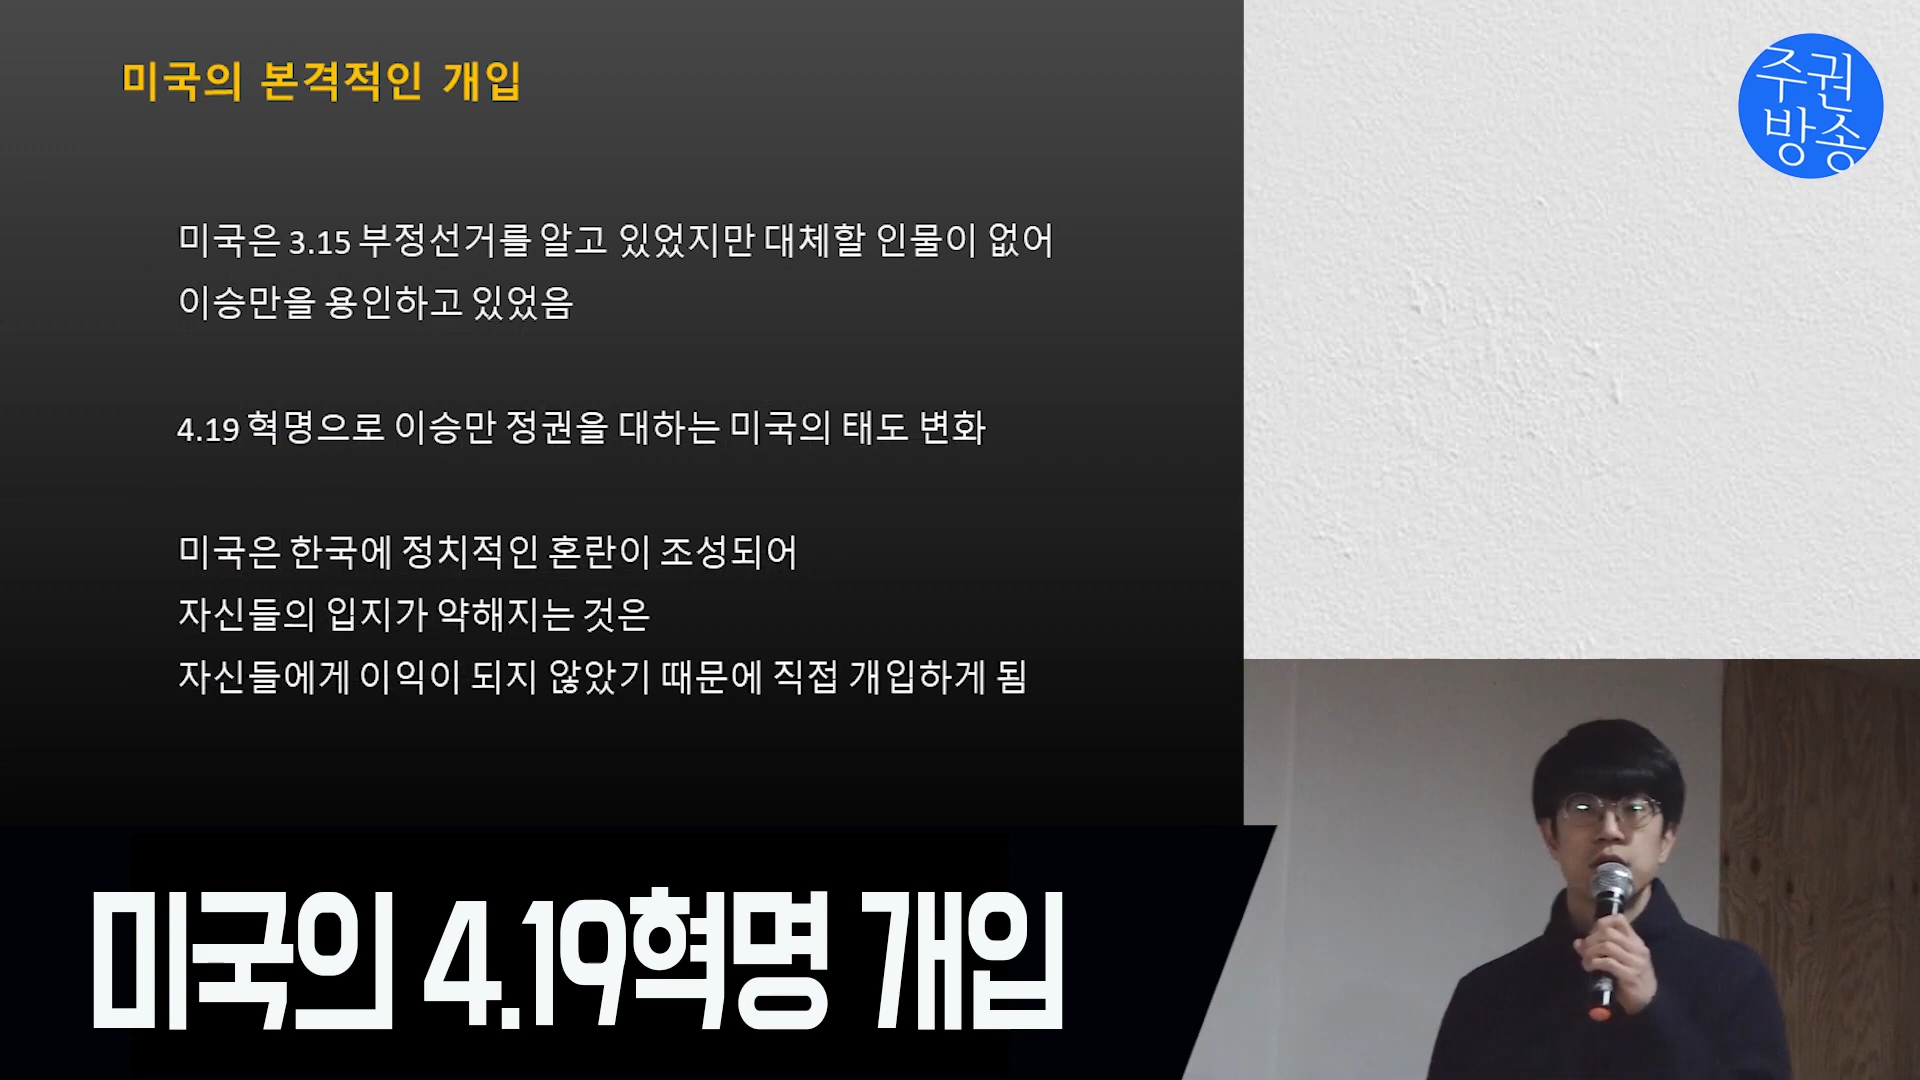 미국의 본격적인 개입
주권
방송
미국은 3.15 부정선거를 알고 있었지만 대체할 인물이 없어
이승만을 용인하고 있었음
4.19 혁명으로 이승만 정권을 대하는 미국의 태도 변화
미국은 한국에 정치적인 혼란이 조성되어
자신들의 입지가 약해지는 것은
자신들에게 이익이 되지 않았기 때문에 직접 개입하게 됨
미국의 4.19혁명 개입